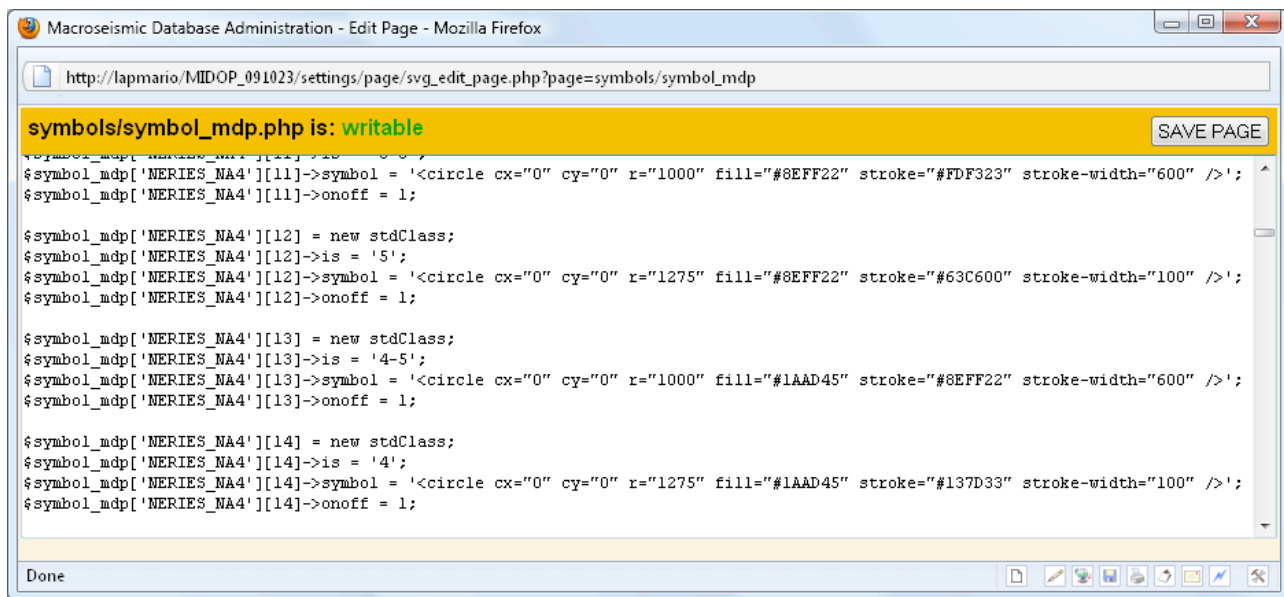 Macroseismic Database Administration - Edit Page - Mozilla Firefox
http://lapmario/MIDOP_091023/settings/page/svg_edit_page.php?page=symbols/symbol_mdp
symbols/symbol_mdp.php is: writable
SAVE PAGE
$symbol_mdp['NERIES_NA4'][11]->symbol = '<circle cx="0" cy="0" r="1000" fill="#8EFF22" stroke="#FDF323" stroke-width="600" />';
$symbol_mdp['NERIES_NA4'][11]->onoff = 1;
$symbol_mdp['NERIES_NA4'][12] = new stdClass;
$symbol_mdp['NERIES_NA4'][12]->is = '5';
$symbol_mdp['NERIES_NA4'][12]->symbol = '<circle cx="0" cy="0" r="1275" fill="#8EFF22" stroke="#63C600" stroke-width="100" />';
$symbol_mdp['NERIES_NA4'][12]->onoff = 1;
$symbol_mdp['NERIES_NA4'][13] = new stdClass;
$symbol_mdp['NERIES_NA4'][13]->is = '4-5';
$symbol_mdp['NERIES_NA4'][13]->symbol = '<circle cx="0" cy="0" r="1000" fill="#1AAD45" stroke="#8EFF22" stroke-width="600" />';
$symbol_mdp['NERIES_NA4'][13]->onoff = 1;
$symbol_mdp['NERIES_NA4'][14] = new stdClass;
$symbol_mdp['NERIES_NA4'][14]->is = '4';
$symbol_mdp['NERIES_NA4'][14]->symbol = '<circle cx="0" cy="0" r="1275" fill="#1AAD45" stroke="#137D33" stroke-width="100" />';
$symbol_mdp['NERIES_NA4'][14]->onoff = 1;
Done